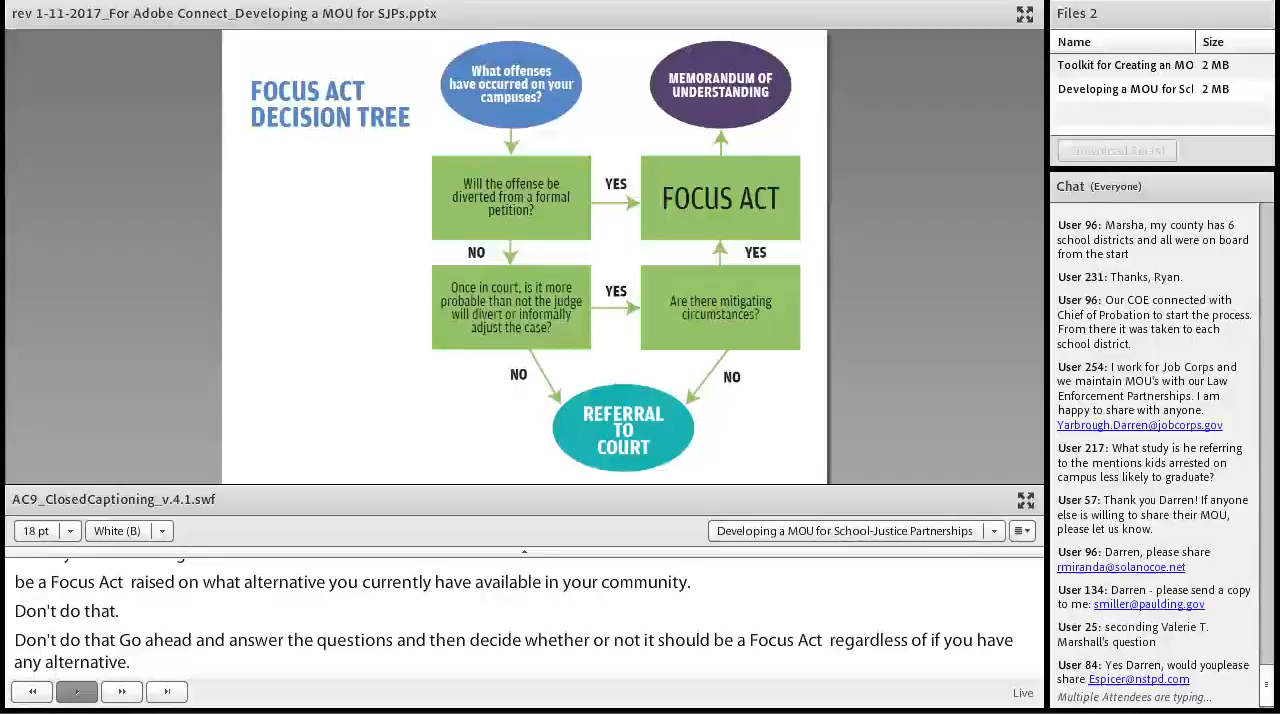 rev 1-11-2017_For Adobe Connect_Developing a MOU for SJPs.pptx
FOCUS ACT
DECISION TREE
What offenses
have occurred on your
campuses?
MEMORANDUM OF
UNDERSTANDING
Will the offense be
diverted from a formal
petition?
YES
FOCUS ACT
NO
YES
Once in court, is it more
probable than not the judge
will divert or informally
adjust the case?
YES
Are there mitigating
circumstances?
NO
NO
REFERRAL
TO
COURT
AC9_ClosedCaptioning_v.4.1.swf
18 pt
White (B)
Developing a MOU for School-Justice Partnerships
be a Focus Act raised on what alternative you currently have available in your community.
Don't do that.
Don't do that Go ahead and answer the questions and then decide whether or not it should be a Focus Act regardless of if you have
any alternative.
Live
Files 2
Name Size
Toolkit for Creating an MO 2 MB
Developing a MOU for Scl 2 MB
Download File(s)
Chat (Everyone)
User 96: Marsha, my county has 6
school districts and all were on board
from the start
User 231: Thanks, Ryan.
User 96: Our COE connected with
Chief of Probation to start the process.
From there it was taken to each
school district.
User 254: I work for Job Corps and
we maintain MOU's with our Law
Enforcement Partnerships. I am
happy to share with anyone.
Yarbrough.Darren@jobcorps.gov
User 217: What study is he referring
to the mentions kids arrested on
campus less likely to graduate?
User 57: Thank you Darren! If anyone
else is willing to share their MOU,
please let us know.
User 96: Darren, please share
rmiranda@solanocoe.net
User 134: Darren - please send a copy
to me: smiller@paulding.gov
User 25: seconding Valerie T.
Marshall's question
User 84: Yes Darren, would youplease
share Espicer@nstpd.com
Multiple Attendees are typing...